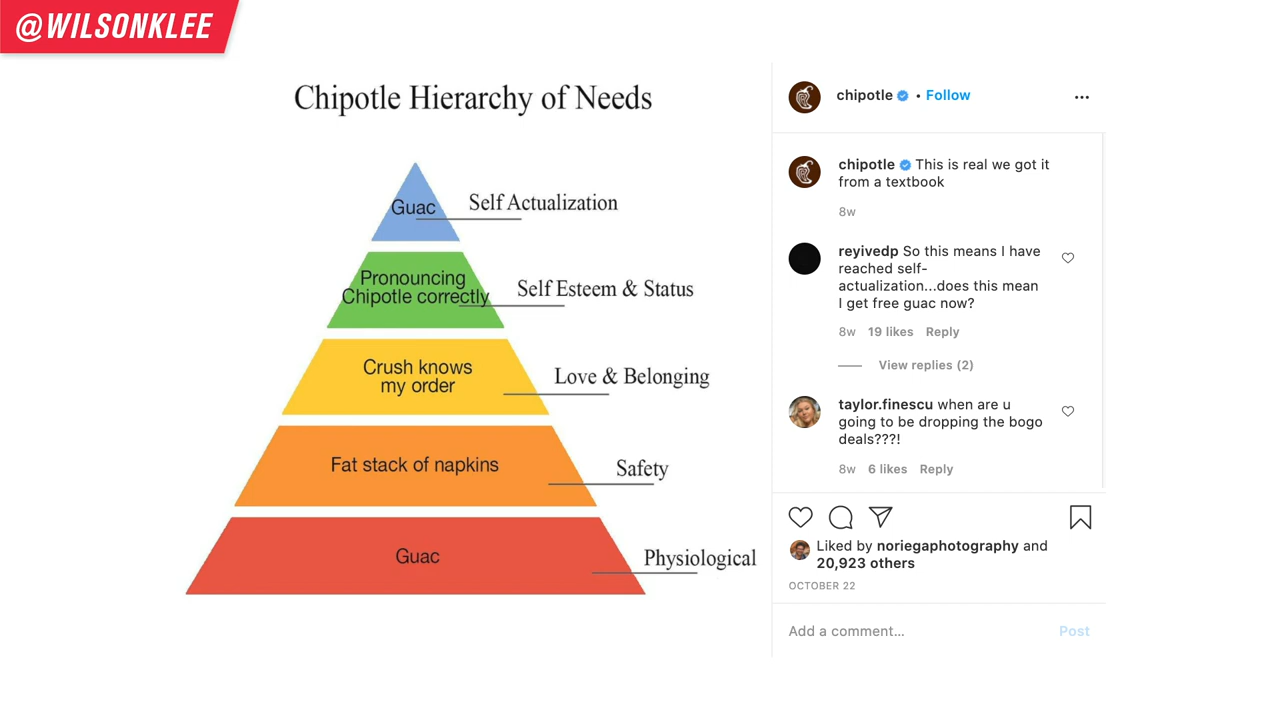 @WILSONKLEE
Chipotle Hierarchy of Needs
Guac
Self Actualization
Pronouncing
Chipotle correctly
Self Esteem & Status
Crush knows
my order
Love & Belonging
Fat stack of napkins
Safety
Guac
Physiological
chipotle • Follow
chipotle This is real we got it
from a textbook
8w
reyivedp So this means I have
reached self-
actualization...does this mean
I get free guac now?
8w 19 likes Reply
View replies (2)
taylor.finescu when are u
going to be dropping the bogo
deals???!
8w 6 likes Reply
Liked by noriegaphotography and
20,923 others
OCTOBER 22
Add a comment... Post